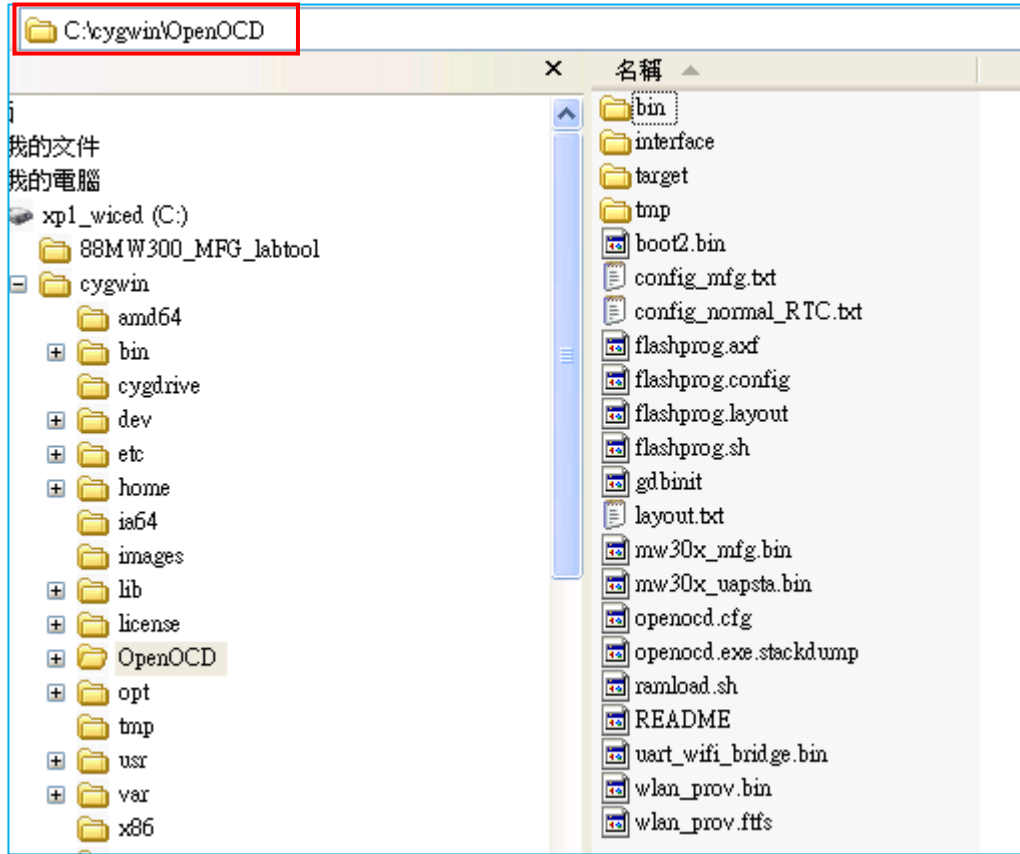 C:\cygwin\OpenOCD
名稱
我的文件
我的電腦
xp1_wiced (C:)
88MW300_MFG_labtool
cygwin
amd64
bin
cygdrive
dev
etc
home
ia64
images
lib
license
OpenOCD
opt
tmp
usr
var
x86
bin
interface
target
tmp
boot2.bin
config_mfg.txt
config_normal_RTC.txt
flashprog.axf
flashprog.config
flashprog.layout
flashprog.sh
gdbinit
layout.txt
mw30x_mfg.bin
mw30x_uapsta.bin
openocd.cfg
openocd.exe.stackdump
ramload.sh
README
uart_wifi_bridge.bin
wlan_prov.bin
wlan_prov.ftfs